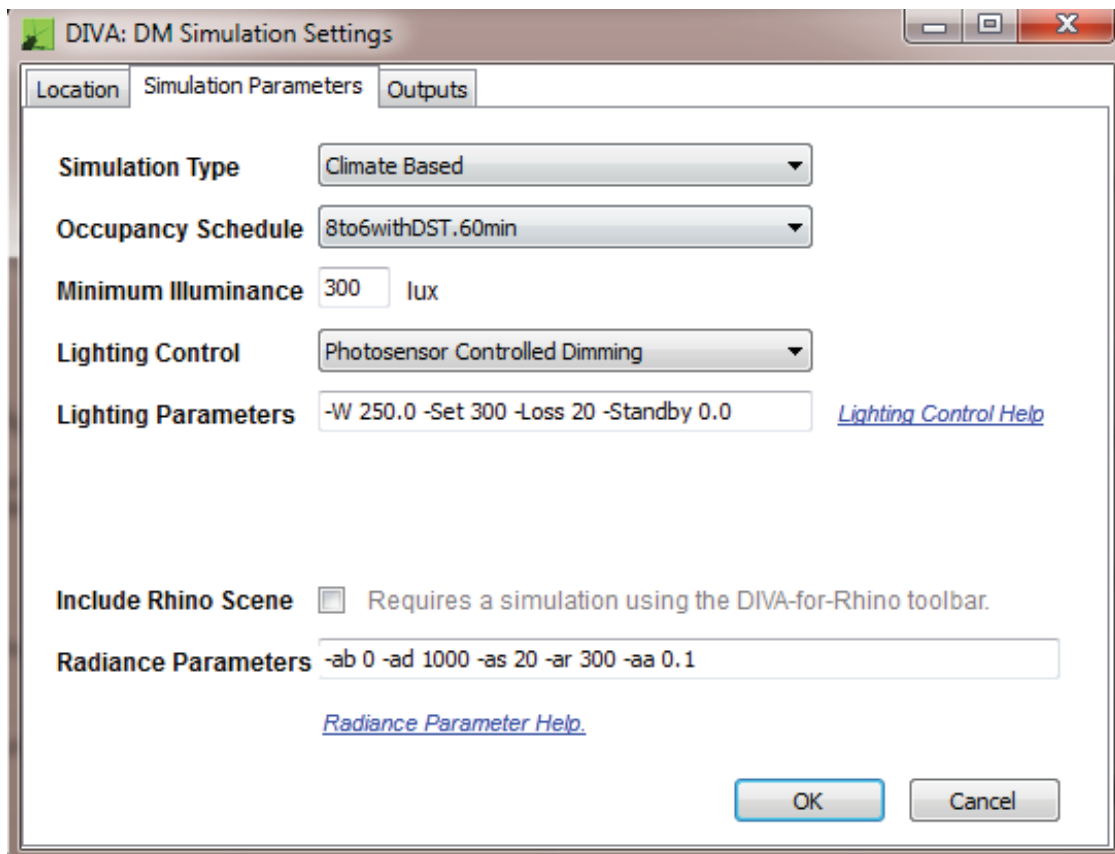 DIVA: DM Simulation Settings
Location Simulation Parameters Outputs
Simulation Type Climate Based
Occupancy Schedule 8to6withDST.60min
Minimum Illuminance 300 lux
Lighting Control Photosensor Controlled Dimming
Lighting Parameters -W 250.0 -Set 300 -Loss 20 -Standby 0.0 Lighting Control Help
Include Rhino Scene Requires a simulation using the DIVA-for-Rhino toolbar.
Radiance Parameters -ab 0 -ad 1000 -as 20 -ar 300 -aa 0.1
Radiance Parameter Help.
OK Cancel